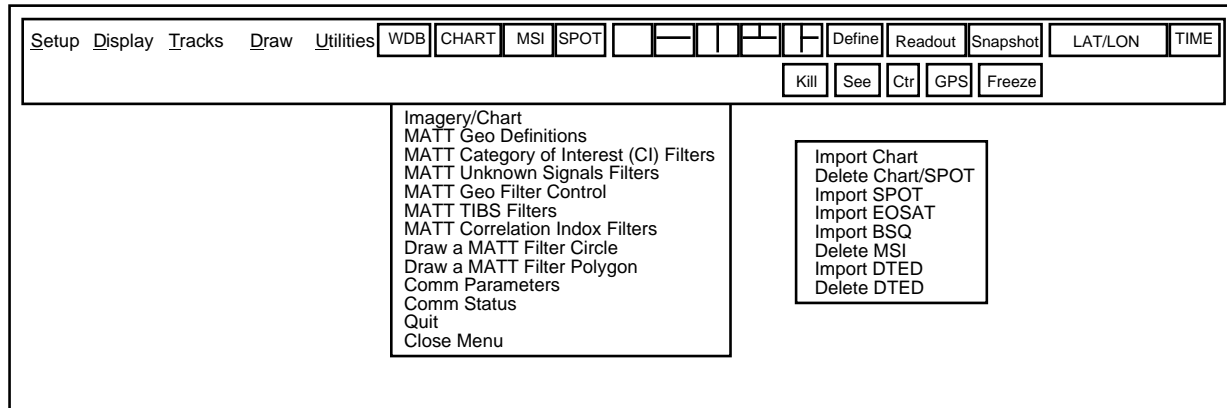 Setup Display Tracks Draw Utilities WDB CHART MSI SPOT Define Readout Snapshot LAT/LON TIME
Kill See Ctr GPS Freeze
Imagery/Chart
MATT Geo Definitions
MATT Category of Interest (CI) Filters
MATT Unknown Signals Filters
MATT Geo Filter Control
MATT TIBS Filters
MATT Correlation Indox Filters
Draw a MATT Filter Circle
Draw a MATT Filter Polygon
Comm Parameters
Comm Status
Quit
Close Menu
Import Chart
Delete Chart/SPOT
Import SPOT
Import EOSAT
Import BSQ
Delete MSI
Import DTED
Delete DTED